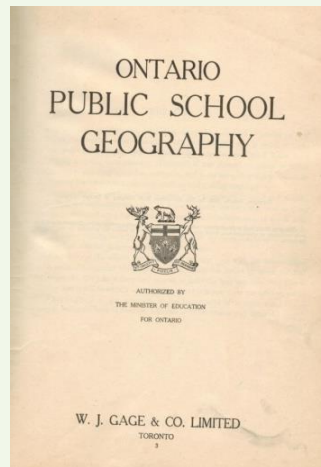 ONTARIO
PUBLIC SCHOOL
GEOGRAPHY
AUTHORIZED BY
THE MINISTER OF EDUCATION
FOR ONTARIO
W. J. GAGE & CO. LIMITED
TORONTO